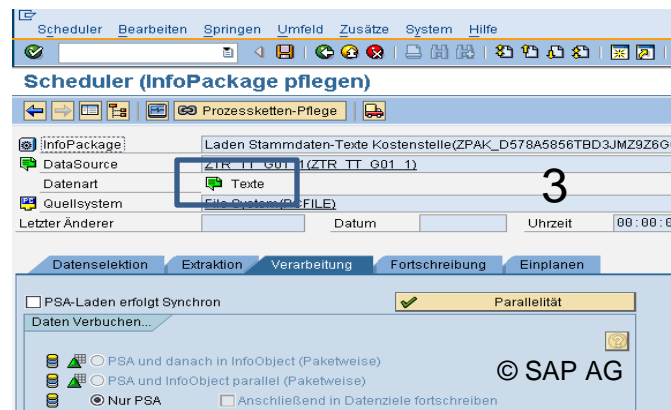 Scheduler Bearbeiten Springen Umfeld Zusätze System Hilfe
Scheduler (InfoPackage pflegen)
Prozessketten-Pflege
InfoPackage Laden Stammdaten-Texte Kostenstelle(ZPAK_D578A5856TBD3JMZ9Z6G
DataSource ZTR_TT_G01_1(ZTR_TT_G01_1)
Datenart Texte 3
Quellsystem File System(PCFILE)
Letzter Änderer Datum Uhrzeit 00:00:0
Datenselektion Extraktion Verarbeitung Fortschreibung Einplanen
PSA-Laden erfolgt Synchron Parallelität
Daten Verbuchen...
PSA und danach in InfoObject (Paketweise)
PSA und InfoObject parallel (Paketweise) © SAP AG
Nur PSA Anschließend in Datenziele fortschreiben